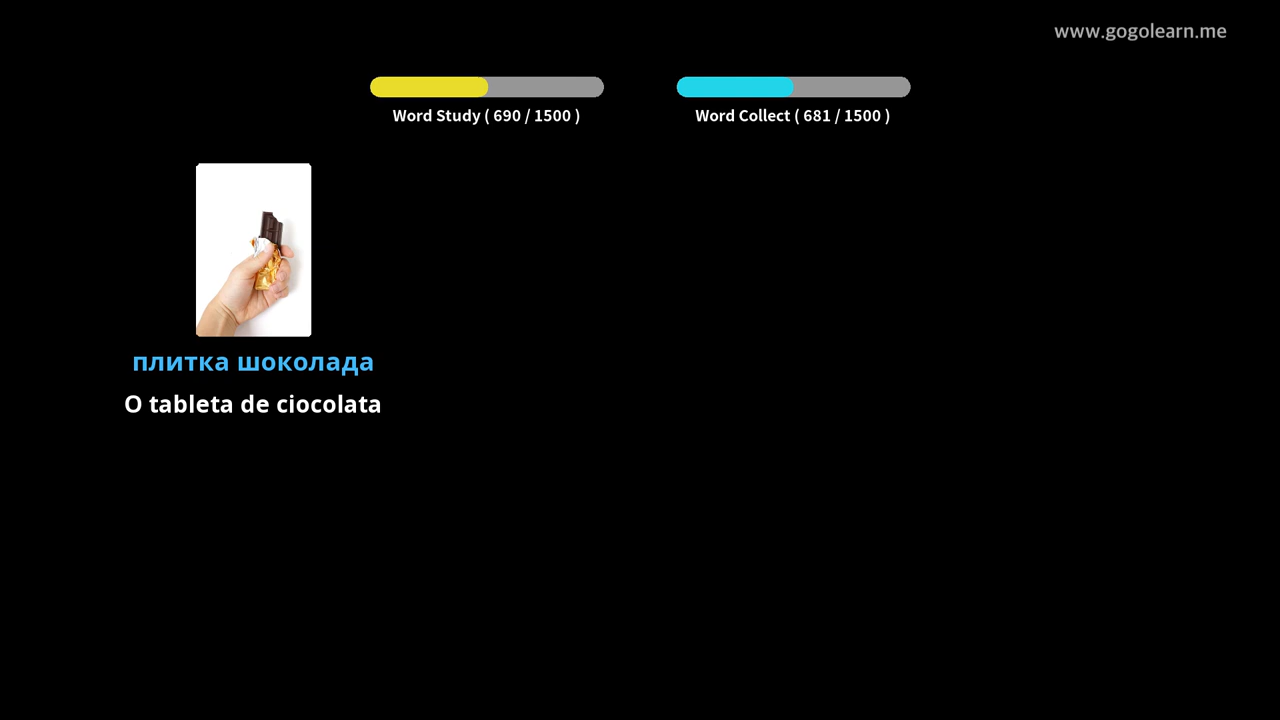 www.gogolearn.me
Word Study ( 690 / 1500 )
Word Collect ( 681 / 1500 )
плитка шоколада
O tableta de ciocolata